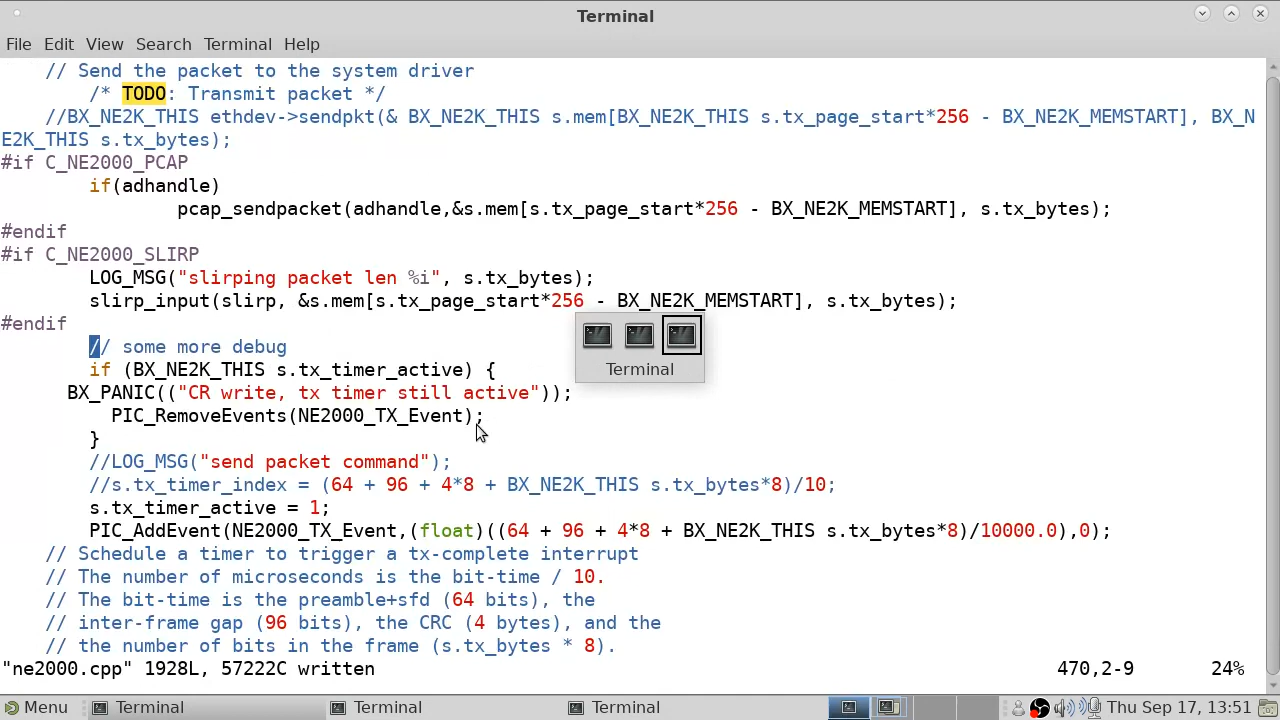 Terminal
File Edit View Search Terminal Help
// Send the packet to the system driver
/* TODO: Transmit packet */
//BX_NE2K_THIS ethdev->sendpkt(& BX_NE2K_THIS s.mem[BX_NE2K_THIS s.tx_page_start*256 - BX_NE2K_MEMSTART], BX_N
E2K_THIS s.tx_bytes);
#if C_NE2000_PCAP
if(adhandle)
pcap_sendpacket(adhandle,&s.mem[s.tx_page_start*256 - BX_NE2K_MEMSTART], s.tx_bytes);
#endif
#if C_NE2000_SLIRP
LOG_MSG("slirping packet len %i", s.tx_bytes);
slirp_input(slirp, &s.mem[s.tx_page_start*256 - BX_NE2K_MEMSTART], s.tx_bytes);
#endif
// some more debug
if (BX_NE2K_THIS s.tx_timer_active) {
Terminal
BX_PANIC(("CR write, tx timer still active"));
PIC_RemoveEvents(NE2000_TX_Event);
}
//LOG_MSG("send packet command");
//s.tx_timer_index = (64 + 96 + 4*8 + BX_NE2K_THIS s.tx_bytes*8)/10;
s.tx_timer_active = 1;
PIC_AddEvent(NE2000_TX_Event,(float)((64 + 96 + 4*8 + BX_NE2K_THIS s.tx_bytes*8)/10000.0),0);
// Schedule a timer to trigger a tx-complete interrupt
// The number of microseconds is the bit-time / 10.
// The bit-time is the preamble+sfd (64 bits), the
// inter-frame gap (96 bits), the CRC (4 bytes), and the
// the number of bits in the frame (s.tx_bytes * 8).
"ne2000.cpp" 1928L, 57222C written 470,2-9 24%
Menu Terminal Terminal Terminal Thu Sep 17, 13:51